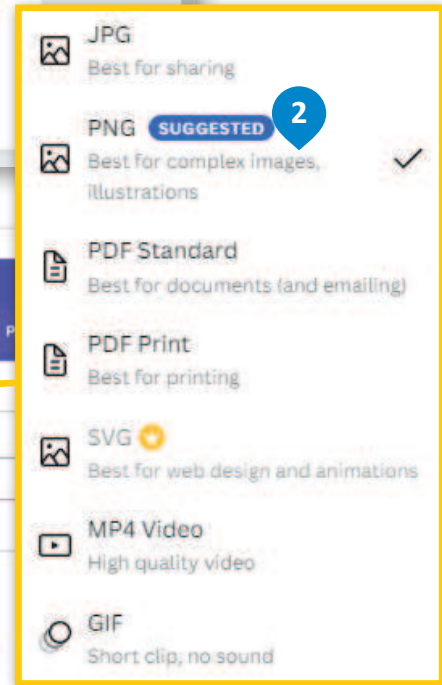 JPG
Best for sharing
PNG SUGGESTED 2
Best for complex images,
illustrations
PDF Standard
Best for documents (and emailing)
PDF Print
Best for printing
SVG
Best for web design and animations
MP4 Video
High quality video
GIF
Short clip, no sound